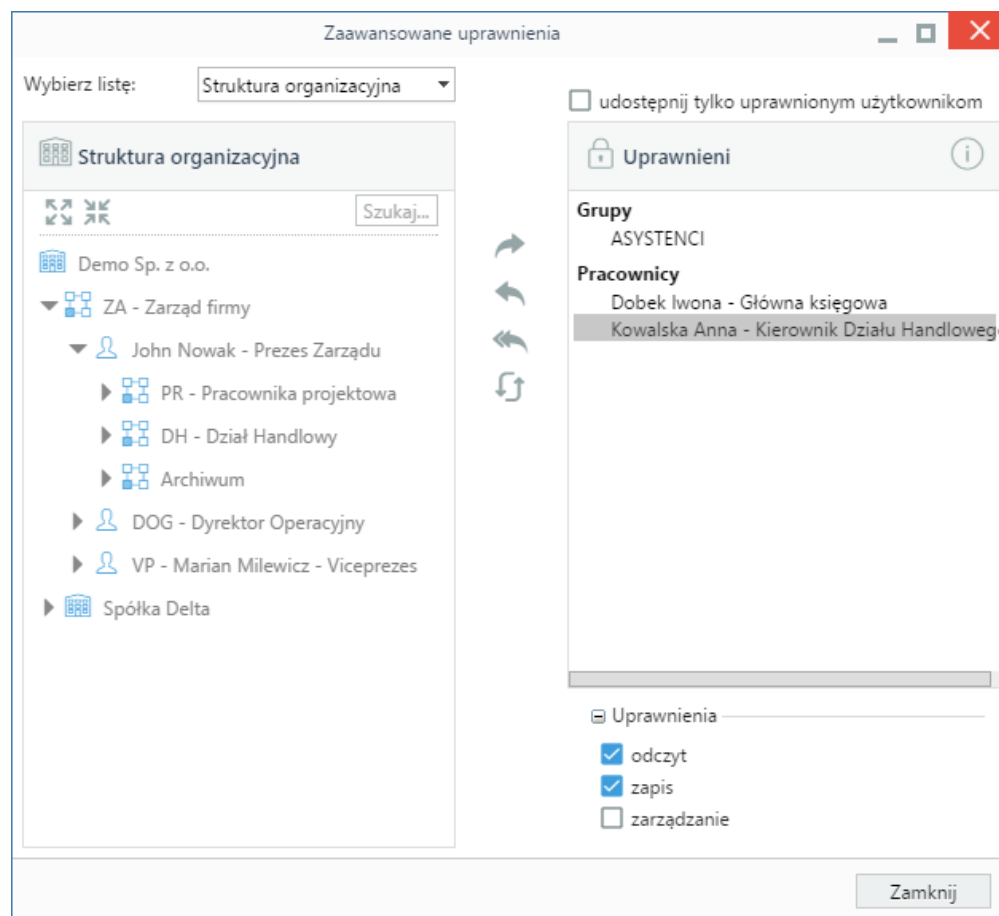 Zaawansowane uprawnienia
Wybierz listę:
Struktura organizacyjna
udostępnij tylko uprawnionym użytkownikom
Struktura organizacyjna
Szukaj...
Demo Sp. z o.o.
ZA - Zarząd firmy
John Nowak - Prezes Zarządu
PR - Pracownika projektowa
DH - Dział Handlowy
Archiwum
DOG - Dyrektor Operacyjny
VP - Marian Milewicz - Viceprezes
Spółka Delta
Uprawnieni
Grupy
ASYSTENCI
Pracownicy
Dobek Iwona - Główna księgowa
Kowalska Anna - Kierownik Działu Handloweg
Uprawnienia
odczyt
zapis
zarządzanie
Zamknij